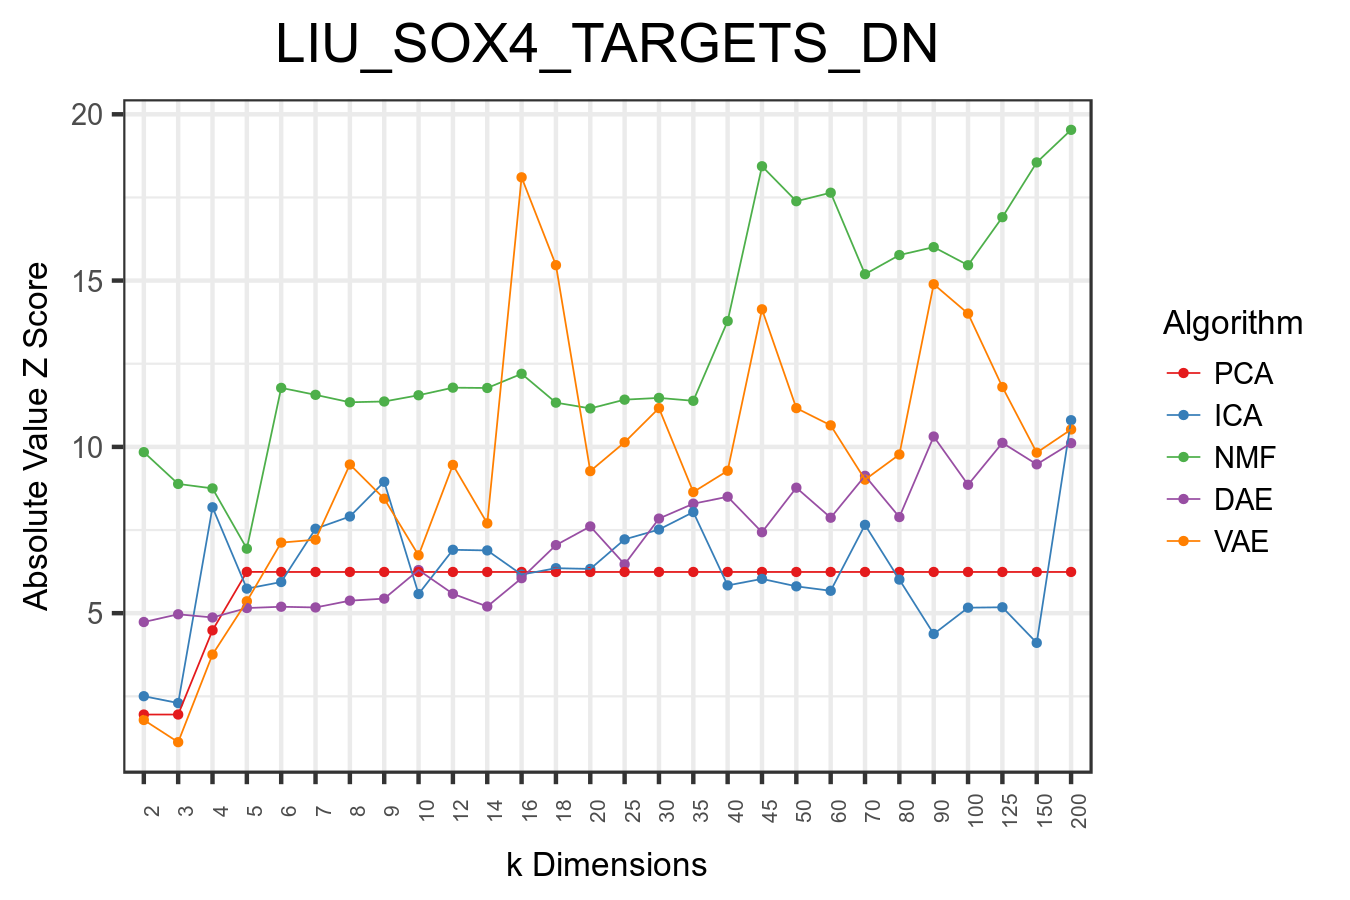 LIU_SOX4_TARGETS_DN
Absolute Value Z Score
20
15
10
5
2 3 4 5 6 7 8 9 10 12 14 16 18 20 25 30 35 40 45 50 60 70 80 90 100 125 150 200
k Dimensions
Algorithm
PCA
ICA
NMF
DAE
VAE